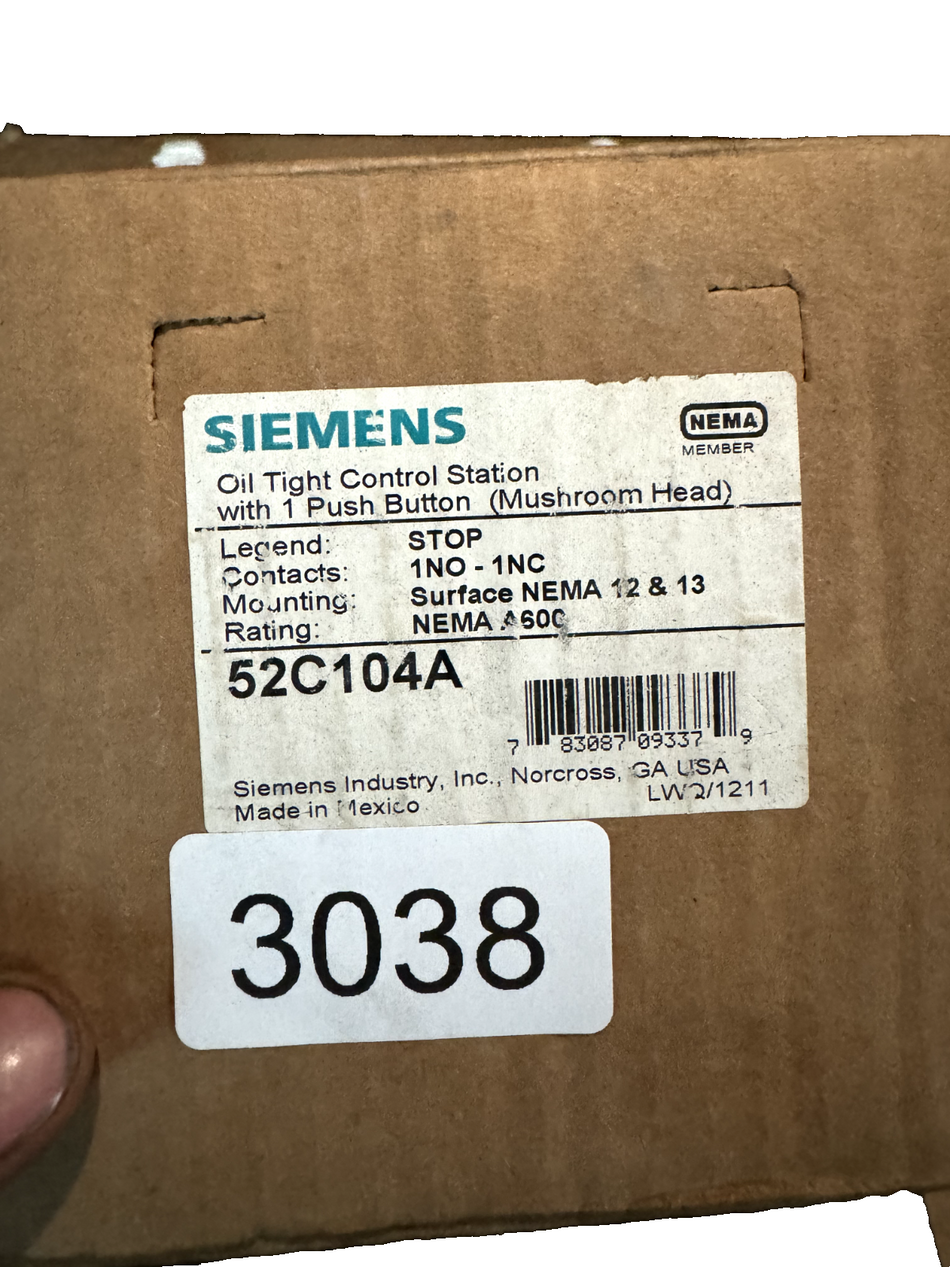 SIEMENS
NEMA
MEMBER
Oil Tight Control Station
with 1 Push Button (Mushroom Head)
Legend: STOP
Contacts: 1NO - 1NC
Mounting: Surface NEMA 12 & 13
Rating: NEMA A600
52C104A
7 83087 09337 9
Siemens Industry, Inc., Norcross, GA USA
Made in Mexico
3038